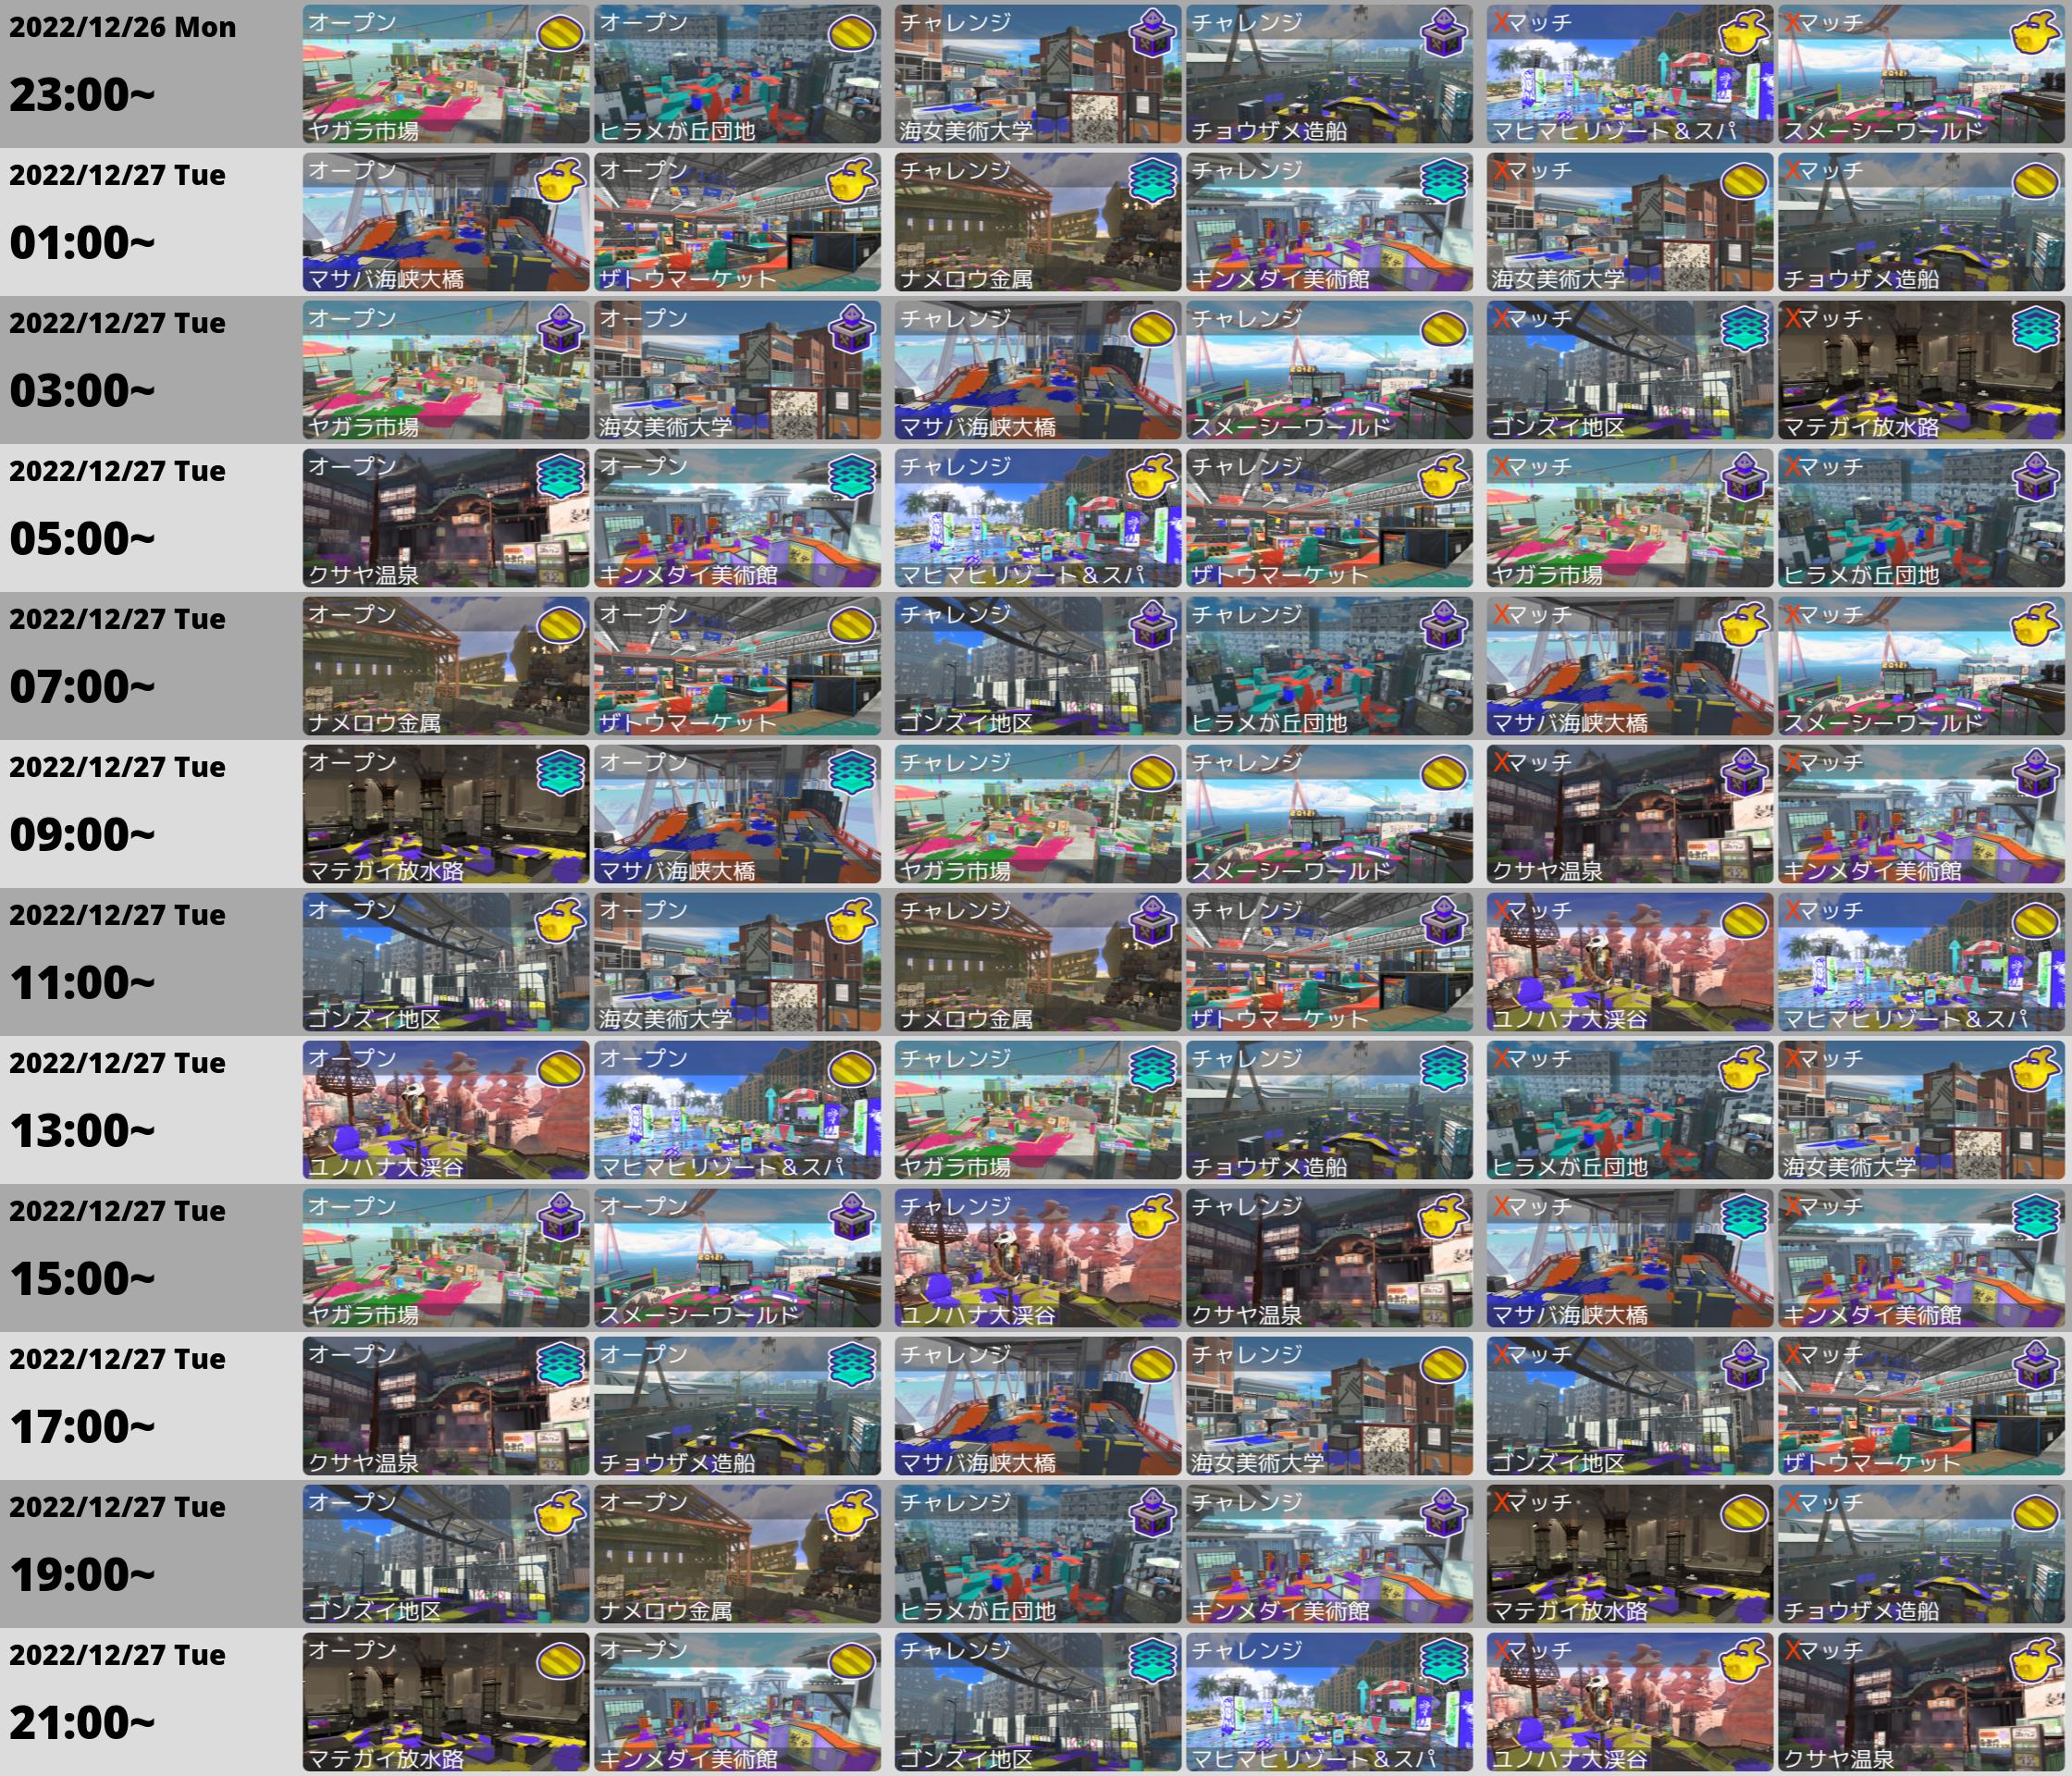 2022/12/26 Mon
23:00~
オープン オープン チャレンジ チャレンジ Xマッチ Xマッチ
ヤガラ市場 ヒラメが丘団地 海女美術大学 チョウザメ造船 マヒマヒリゾート＆スパ スメーシーワールド
2022/12/27 Tue
01:00~
オープン オープン チャレンジ チャレンジ Xマッチ Xマッチ
マサバ海峡大橋 ザトウマーケット ナメロウ金属 キンメダイ美術館 海女美術大学 チョウザメ造船
2022/12/27 Tue
03:00~
オープン オープン チャレンジ チャレンジ Xマッチ Xマッチ
ヤガラ市場 海女美術大学 マサバ海峡大橋 スメーシーワールド ゴンズイ地区 マテガイ放水路
2022/12/27 Tue
05:00~
オープン オープン チャレンジ チャレンジ Xマッチ Xマッチ
クサヤ温泉 キンメダイ美術館 マヒマヒリゾート＆スパ ザトウマーケット ヤガラ市場 ヒラメが丘団地
2022/12/27 Tue
07:00~
オープン オープン チャレンジ チャレンジ Xマッチ Xマッチ
ナメロウ金属 ザトウマーケット ゴンズイ地区 ヒラメが丘団地 マサバ海峡大橋 スメーシーワールド
2022/12/27 Tue
09:00~
オープン オープン チャレンジ チャレンジ Xマッチ Xマッチ
マテガイ放水路 マサバ海峡大橋 ヤガラ市場 スメーシーワールド クサヤ温泉 キンメダイ美術館
2022/12/27 Tue
11:00~
オープン オープン チャレンジ チャレンジ Xマッチ Xマッチ
ゴンズイ地区 海女美術大学 ナメロウ金属 ザトウマーケット ユノハナ大渓谷 マヒマヒリゾート＆スパ
2022/12/27 Tue
13:00~
オープン オープン チャレンジ チャレンジ Xマッチ Xマッチ
ユノハナ大渓谷 マヒマヒリゾート＆スパ ヤガラ市場 チョウザメ造船 ヒラメが丘団地 海女美術大学
2022/12/27 Tue
15:00~
オープン オープン チャレンジ チャレンジ Xマッチ Xマッチ
ヤガラ市場 スメーシーワールド ユノハナ大渓谷 クサヤ温泉 マサバ海峡大橋 キンメダイ美術館
2022/12/27 Tue
17:00~
オープン オープン チャレンジ チャレンジ Xマッチ Xマッチ
クサヤ温泉 チョウザメ造船 マサバ海峡大橋 海女美術大学 ゴンズイ地区 ザトウマーケット
2022/12/27 Tue
19:00~
オープン オープン チャレンジ チャレンジ Xマッチ Xマッチ
ゴンズイ地区 ナメロウ金属 ヒラメが丘団地 キンメダイ美術館 マテガイ放水路 チョウザメ造船
2022/12/27 Tue
21:00~
オープン オープン チャレンジ チャレンジ Xマッチ Xマッチ
マテガイ放水路 キンメダイ美術館 ゴンズイ地区 マヒマヒリゾート＆スパ ユノハナ大渓谷 クサヤ温泉